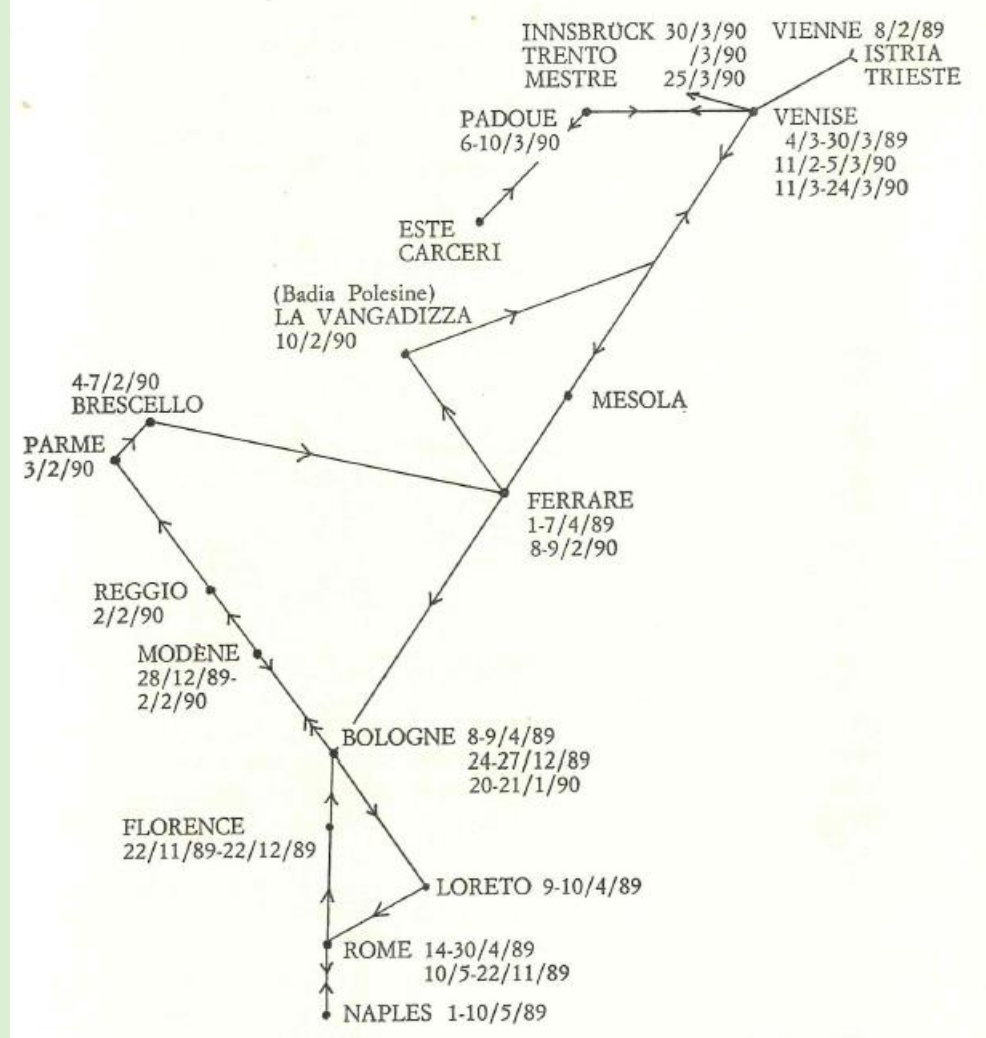 INNSBRÜCK 30/3/90
TRENTO /3/90
MESTRE 25/3/90
VIENNE 8/2/89
ISTRIA
TRIESTE
PADOUE
6-10/3/90
VENISE
4/3-30/3/89
11/2-5/3/90
11/3-24/3/90
ESTE
CARCERI
(Badia Polesine)
LA VANGADIZZA
10/2/90
MESOLA
4-7/2/90
BRESCELLO
PARME
3/2/90
FERRARE
1-7/4/89
8-9/2/90
REGGIO
2/2/90
MODÈNE
28/12/89-
2/2/90
BOLOGNE 8-9/4/89
24-27/12/89
20-21/1/90
FLORENCE
22/11/89-22/12/89
LORETO 9-10/4/89
ROME 14-30/4/89
10/5-22/11/89
NAPLES 1-10/5/89